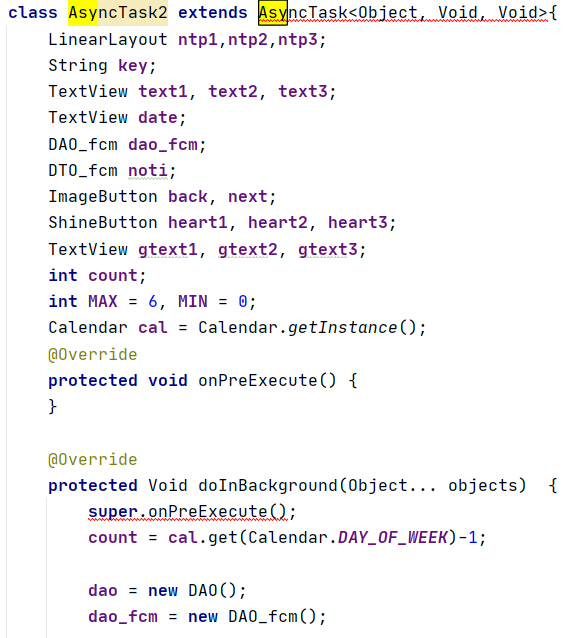 class AsyncTask2 extends AsyncTask<Object, Void, Void>{
    LinearLayout ntp1,ntp2,ntp3;
    String key;
    TextView text1, text2, text3;
    TextView date;
    DAO_fcm dao_fcm;
    DTO_fcm noti;
    ImageButton back, next;
    ShineButton heart1, heart2, heart3;
    TextView gtext1, gtext2, gtext3;
    int count;
    int MAX = 6, MIN = 0;
    Calendar cal = Calendar.getInstance();
    @Override
    protected void onPreExecute() {
    }

    @Override
    protected Void doInBackground(Object... objects)  {
        super.onPreExecute();
        count = cal.get(Calendar.DAY_OF_WEEK)-1;

        dao = new DAO();
        dao_fcm = new DAO_fcm();